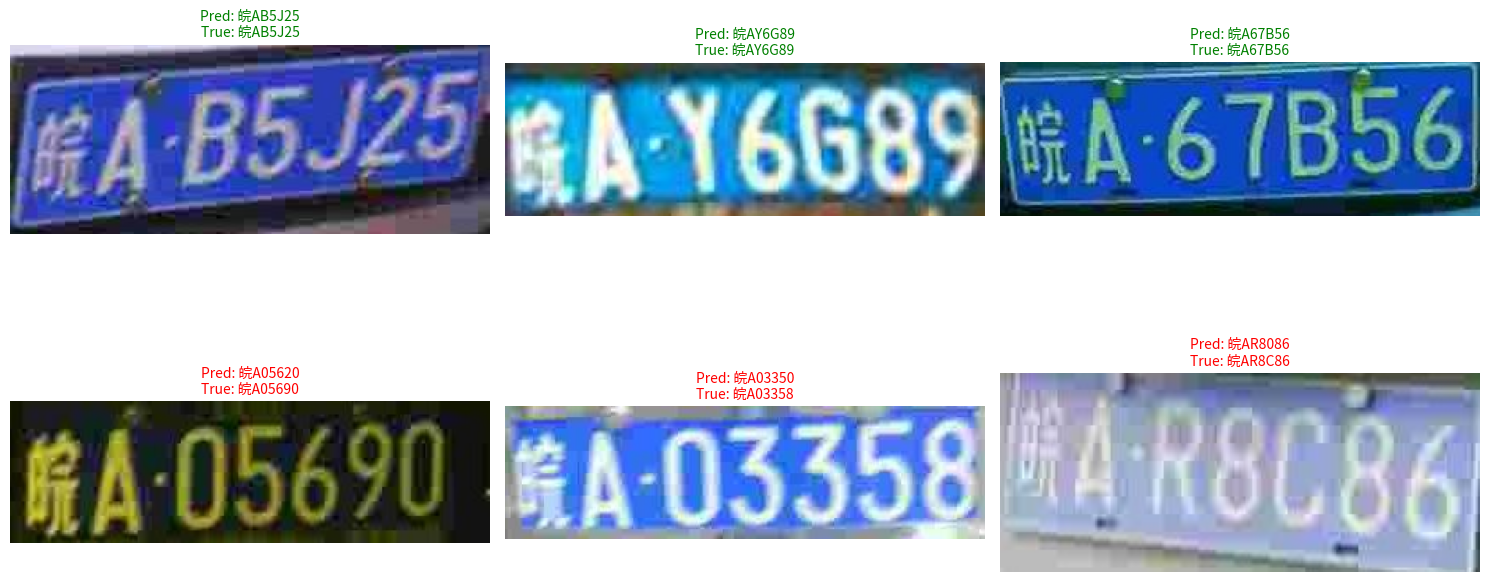 Pred: 皖AB5J25
True: 皖AB5J25
皖A·B5J25
Pred: 皖AY6G89
True: 皖AY6G89
皖A·Y6G89
Pred: 皖A67B56
True: 皖A67B56
皖A·67B56
Pred: 皖A05620
True: 皖A05690
皖A·05690
Pred: 皖A03350
True: 皖A03358
皖A·03358
Pred: 皖AR8086
True: 皖AR8C86
皖A·R8C86